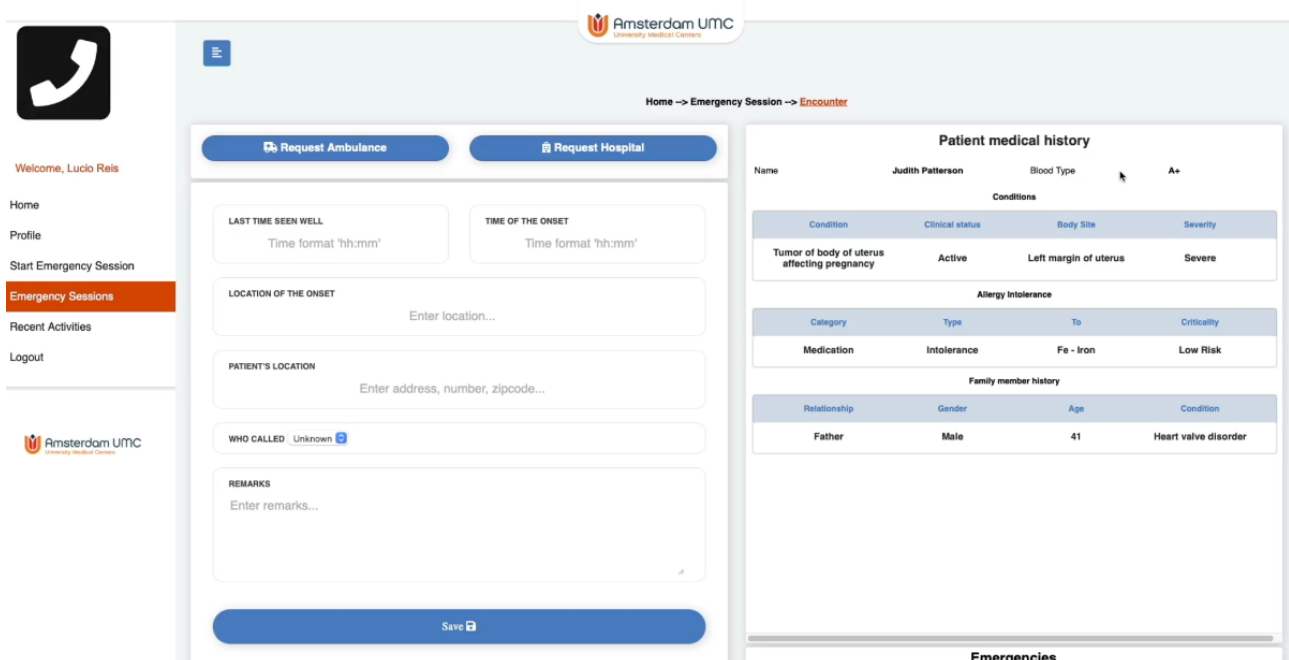 Amsterdam UMC
University Medical Centers
Welcome, Lucio Reis
Home
Profile
Start Emergency Session
Emergency Sessions
Recent Activities
Logout
Amsterdam UMC
University Medical Centers
Home --> Emergency Session --> Encounter
Request Ambulance
Request Hospital
LAST TIME SEEN WELL
Time format 'hh:mm'
TIME OF THE ONSET
Time format 'hh:mm'
LOCATION OF THE ONSET
Enter location...
PATIENT'S LOCATION
Enter address, number, zipcode...
WHO CALLED Unknown
REMARKS
Enter remarks...
Save
Patient medical history
Name Judith Patterson Blood Type A+
Conditions
Condition Clinical status Body Site Severity
Tumor of body of uterus
affecting pregnancy Active Left margin of uterus Severe
Allergy Intolerance
Category Type To Criticality
Medication Intolerance Fe - Iron Low Risk
Family member history
Relationship Gender Age Condition
Father Male 41 Heart valve disorder
Emergencies